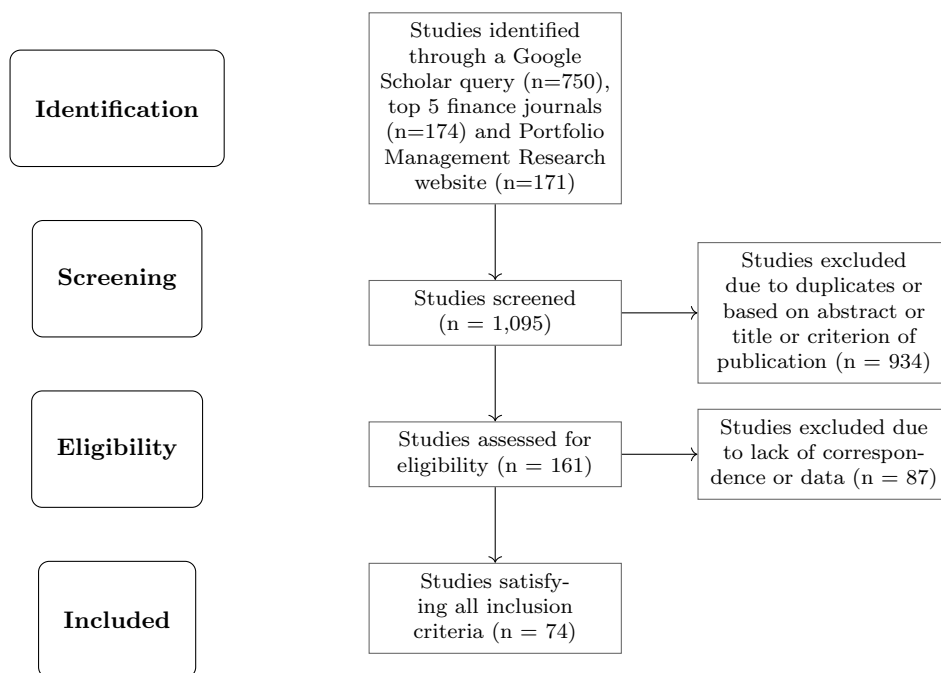 Identification
Studies identified
through a Google
Scholar query (n=750),
top 5 finance journals
(n=174) and Portfolio
Management Research
website (n=171)
Screening
Studies screened
(n = 1,095)
Studies excluded
due to duplicates or
based on abstract or
title or criterion of
publication (n = 934)
Eligibility
Studies assessed for
eligibility (n = 161)
Studies excluded due
to lack of correspon-
dence or data (n = 87)
Included
Studies satisfy-
ing all inclusion
criteria (n = 74)